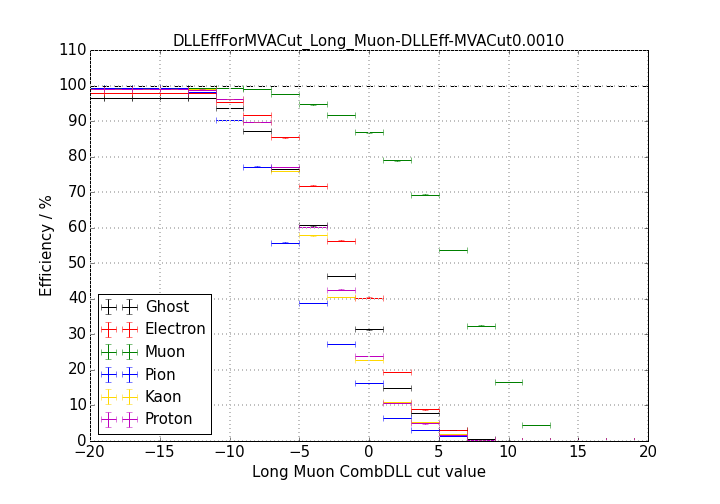 DLLEffForMVACut_Long_Muon-DLLEff-MVACut0.0010
110
100
90
80
70
60
50
40
30
20
10
0
Efficiency / %
Ghost
Electron
Muon
Pion
Kaon
Proton
−20 −15 −10 −5 0 5 10 15 20
Long Muon CombDLL cut value